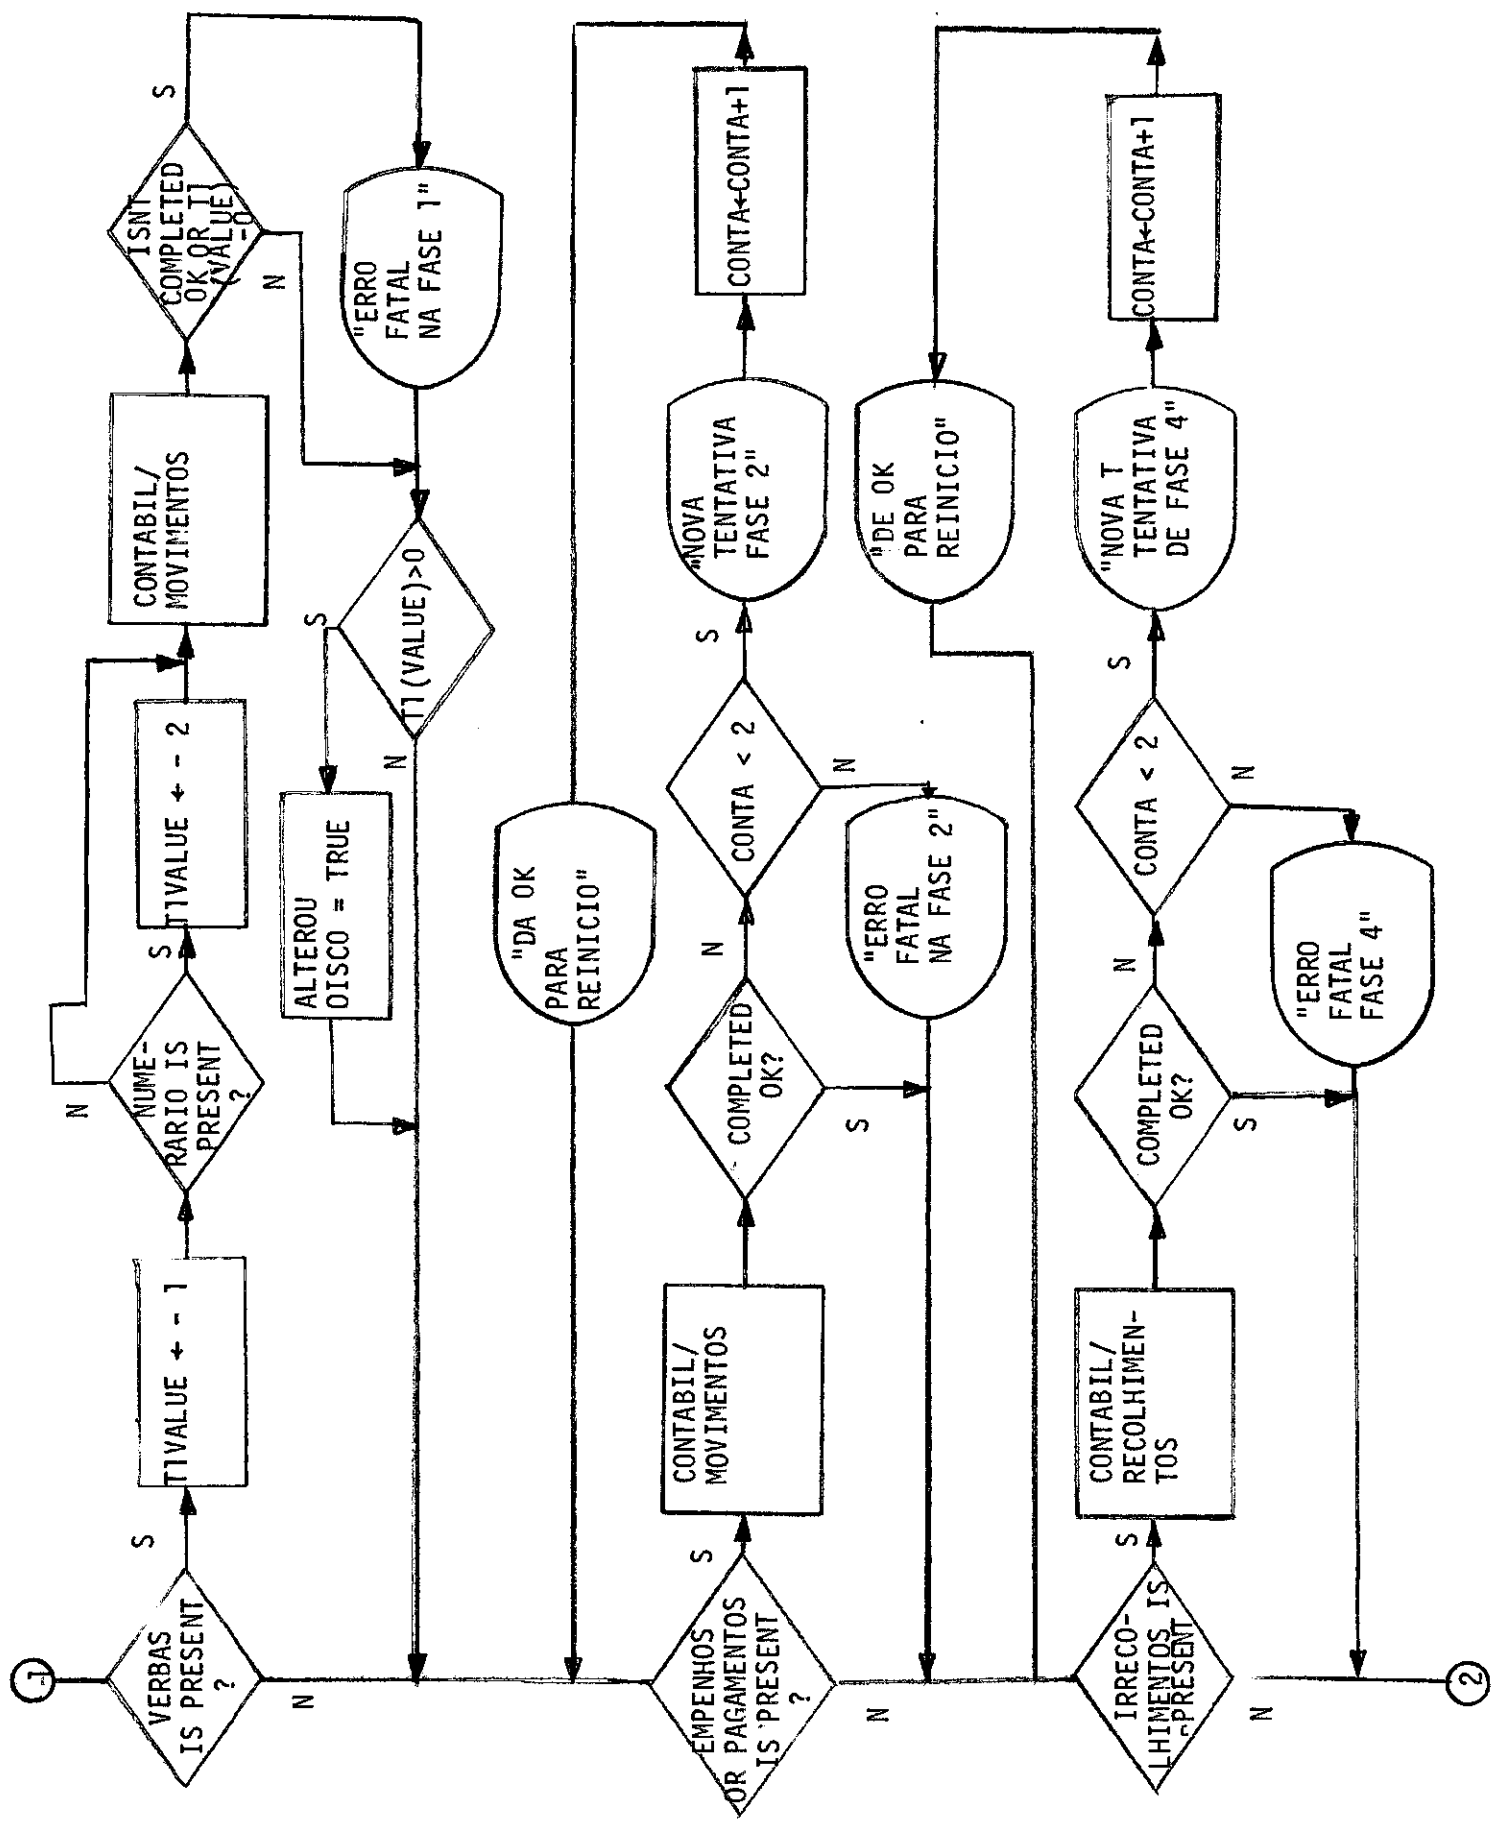 1
VERBAS
IS PRESENT
?
S
N
T1VALUE ← - 1
NUME-
RARIO IS
PRESENT
?
N
S
T1VALUE ← - 2
CONTABIL/
MOVIMENTOS
ISNT
COMPLETED
OK OR T1
(VALUE)
-0
S
N
"ERRO
FATAL
NA FASE 1"
T1(VALUE)>0
S
N
ALTEROU
OISCO = TRUE
"DA OK
PARA
REINICIO"
EMPENHOS
OR PAGAMENTOS
IS PRESENT
?
S
N
CONTABIL/
MOVIMENTOS
COMPLETED
OK?
N
S
CONTA < 2
S
N
"NOVA
TENTATIVA
FASE 2"
CONTA←CONTA+1
"ERRO
FATAL
NA FASE 2"
"DE OK
PARA
REINICIO"
IRRECO-
LHIMENTOS IS
PRESENT
S
N
CONTABIL/
RECOLHIMEN-
TOS
COMPLETED
OK?
N
S
CONTA < 2
S
N
"NOVA T
TENTATIVA
DE FASE 4"
CONTA←CONTA+1
"ERRO
FATAL
FASE 4"
2